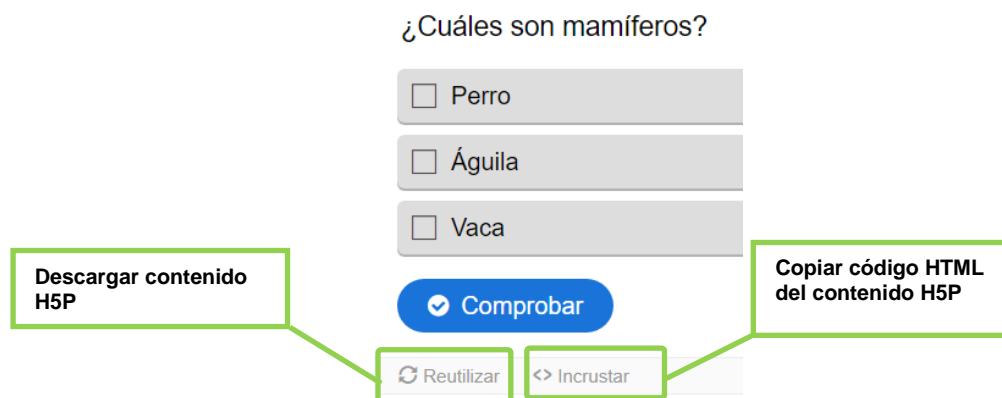 ¿Cuáles son mamíferos?
Perro
Águila
Vaca
Descargar contenido
H5P
Copiar código HTML
del contenido H5P
Comprobar
Reutilizar
<> Incrustar